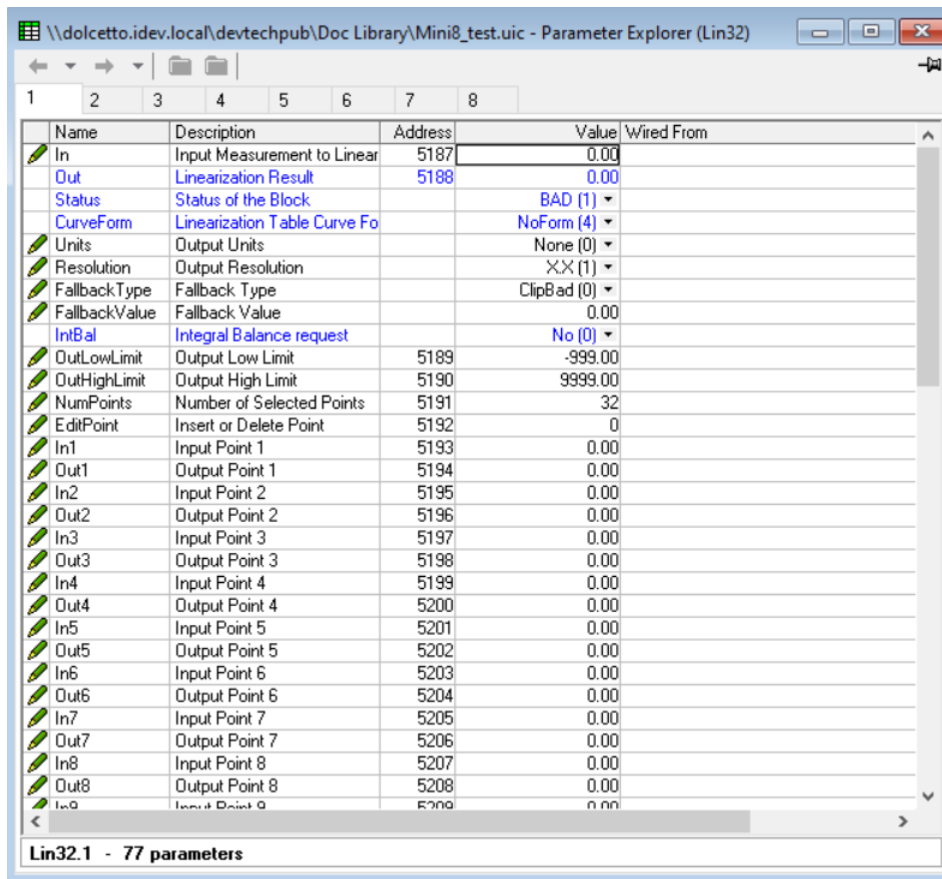 \\dolcetto.idev.local\devtechpub\Doc Library\Mini8_test.uic - Parameter Explorer (Lin32)
1 2 3 4 5 6 7 8
Name Description Address Value Wired From
In Input Measurement to Linear 5187 0.00
Out Linearization Result 5188 0.00
Status Status of the Block BAD (1)
CurveForm Linearization Table Curve Fo NoForm (4)
Units Output Units None (0)
Resolution Output Resolution X.X (1)
FallbackType Fallback Type ClipBad (0)
FallbackValue Fallback Value 0.00
IntBal Integral Balance request No (0)
OutLowLimit Output Low Limit 5189 -999.00
OutHighLimit Output High Limit 5190 9999.00
NumPoints Number of Selected Points 5191 32
EditPoint Insert or Delete Point 5192 0
In1 Input Point 1 5193 0.00
Out1 Output Point 1 5194 0.00
In2 Input Point 2 5195 0.00
Out2 Output Point 2 5196 0.00
In3 Input Point 3 5197 0.00
Out3 Output Point 3 5198 0.00
In4 Input Point 4 5199 0.00
Out4 Output Point 4 5200 0.00
In5 Input Point 5 5201 0.00
Out5 Output Point 5 5202 0.00
In6 Input Point 6 5203 0.00
Out6 Output Point 6 5204 0.00
In7 Input Point 7 5205 0.00
Out7 Output Point 7 5206 0.00
In8 Input Point 8 5207 0.00
Out8 Output Point 8 5208 0.00
In9 Input Point 9 5209 0.00
Lin32.1 - 77 parameters